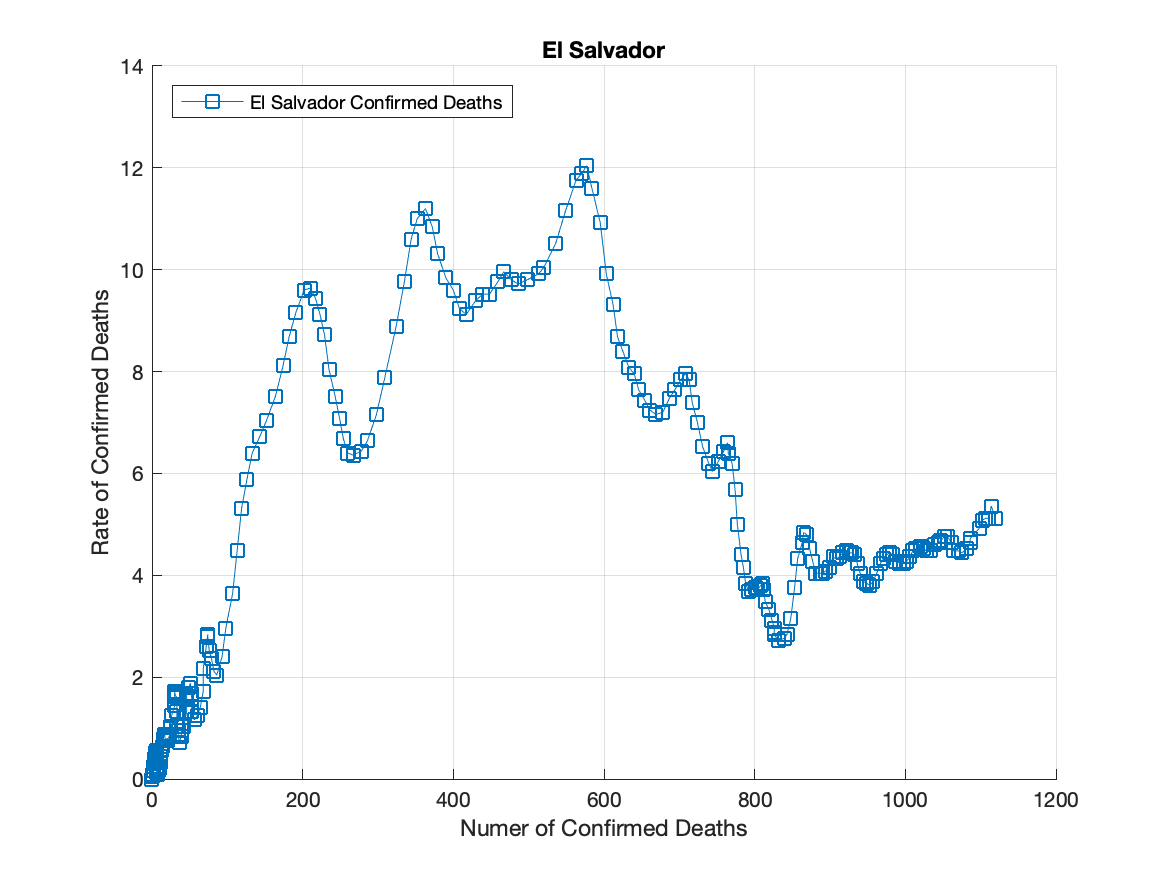 El Salvador
El Salvador Confirmed Deaths
14
12
10
8
6
4
2
0
Rate of Confirmed Deaths
0 200 400 600 800 1000 1200
Numer of Confirmed Deaths